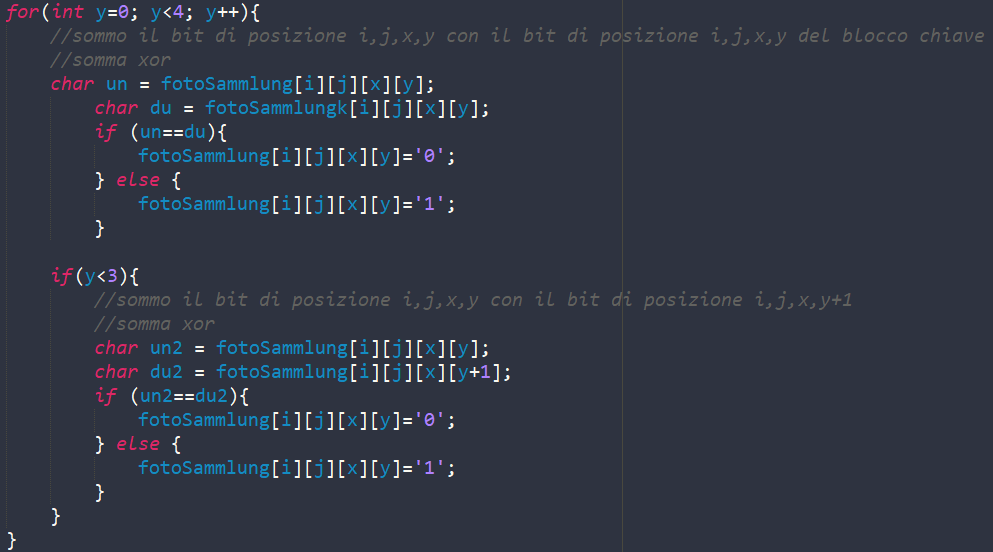 for(int y=0; y<4; y++){
//sommo il bit di posizione i,j,x,y con il bit di posizione i,j,x,y del blocco chiave
//somma xor
char un = fotoSammlung[i][j][x][y];
char du = fotoSammlungk[i][j][x][y];
if (un==du){
fotoSammlung[i][j][x][y]='0';
} else {
fotoSammlung[i][j][x][y]='1';
}
if(y<3){
//sommo il bit di posizione i,j,x,y con il bit di posizione i,j,x,y+1
//somma xor
char un2 = fotoSammlung[i][j][x][y];
char du2 = fotoSammlung[i][j][x][y+1];
if (un2==du2){
fotoSammlung[i][j][x][y]='0';
} else {
fotoSammlung[i][j][x][y]='1';
}
}
}